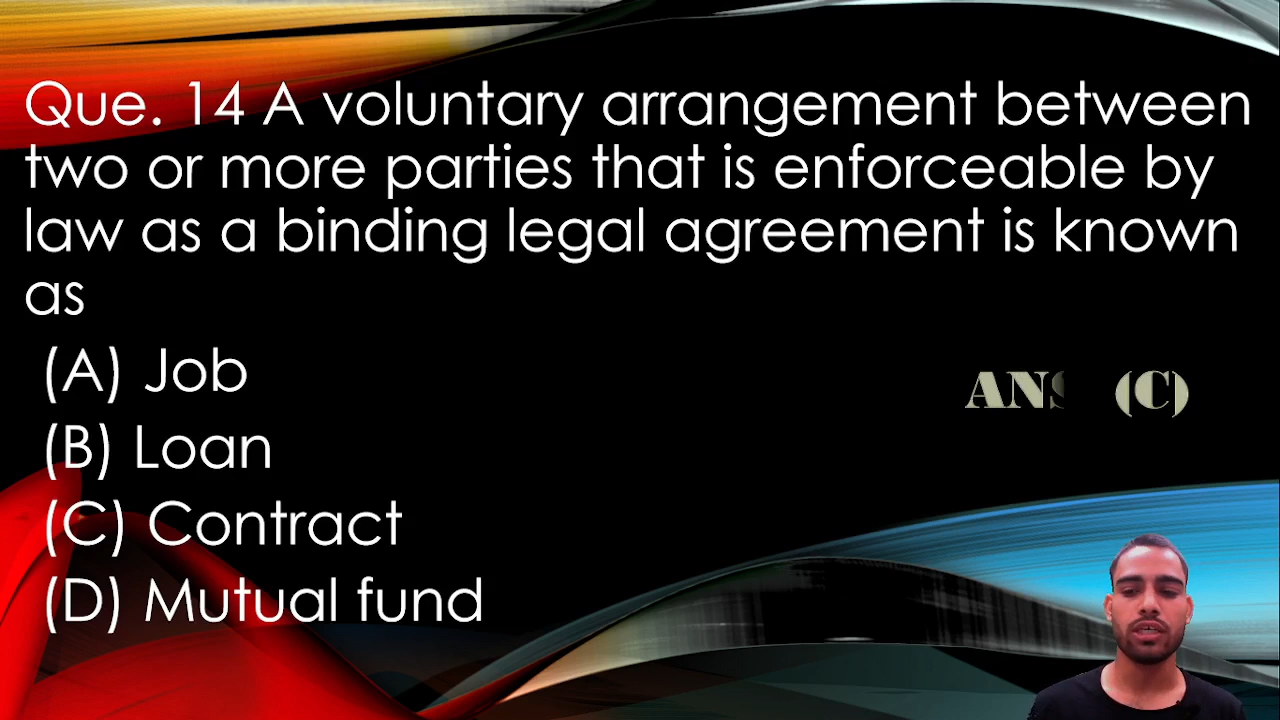 Que. 14 A voluntary arrangement between
two or more parties that is enforceable by
law as a binding legal agreement is known
as
(A) Job
ANS (C)
(B) Loan
(C) Contract
(D) Mutual fund